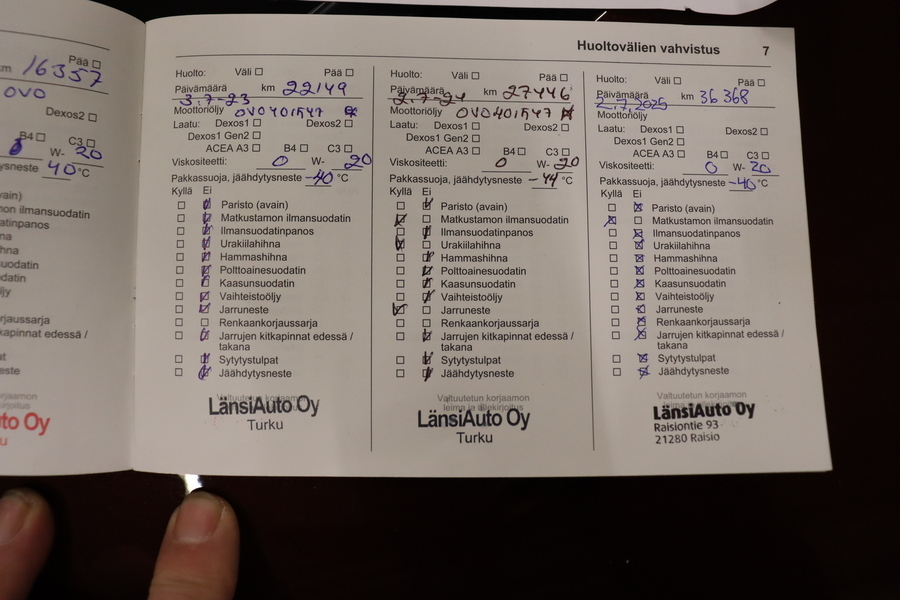 Huoltovälien vahvistus 7
Pää
km 16357
ovo
Dexos2
B4 C3
W- 20
40 °C
Huolto: Väli Pää
Päivämäärä km 22149
3.7-23
Moottoriöljy
Laatu: Dexos1 Dexos2
Dexos1 Gen2
ACEA A3 B4 C3
Viskositeetti: 0 W- 20
Pakkassuoja, jäähdytysneste -40 °C
Kyllä Ei
Paristo (avain)
Matkustamon ilmansuodatin
Ilmansuodatinpanos
Urakiilahihna
Hammashihna
Polttoainesuodatin
Kaasunsuodatin
Vaihteistoöljy
Jarruneste
Renkaankorjaussarja
Jarrujen kitkapinnat edessä /
takana
Sytytystulpat
Jäähdytysneste
Valtuutetun korjaamon
LänsiAuto Oy
Turku
Huolto: Väli Pää
Päivämäärä km 27446
2.7-24
Moottoriöljy
Laatu: Dexos1 Dexos2
Dexos1 Gen2
ACEA A3 B4 C3
Viskositeetti: 0 W- 20
Pakkassuoja, jäähdytysneste -44 °C
Kyllä Ei
Paristo (avain)
Matkustamon ilmansuodatin
Ilmansuodatinpanos
Urakiilahihna
Hammashihna
Polttoainesuodatin
Kaasunsuodatin
Vaihteistoöljy
Jarruneste
Renkaankorjaussarja
Jarrujen kitkapinnat edessä /
takana
Sytytystulpat
Jäähdytysneste
Valtuutetun korjaamon
leima ja allekirjoitus
LänsiAuto Oy
Turku
Huolto: Väli Pää
Päivämäärä km 36 368
2.7.2025
Moottoriöljy
Laatu: Dexos1 Dexos2
Dexos1 Gen2
ACEA A3 B4 C3
Viskositeetti: 0 W- 20
Pakkassuoja, jäähdytysneste -40 °C
Kyllä Ei
Paristo (avain)
Matkustamon ilmansuodatin
Ilmansuodatinpanos
Urakiilahihna
Hammashihna
Polttoainesuodatin
Kaasunsuodatin
Vaihteistoöljy
Jarruneste
Renkaankorjaussarja
Jarrujen kitkapinnat edessä /
takana
Sytytystulpat
Jäähdytysneste
Valtuutetun korjaamon
LänsiAuto Oy
Raisiontie 93
21280 Raisio